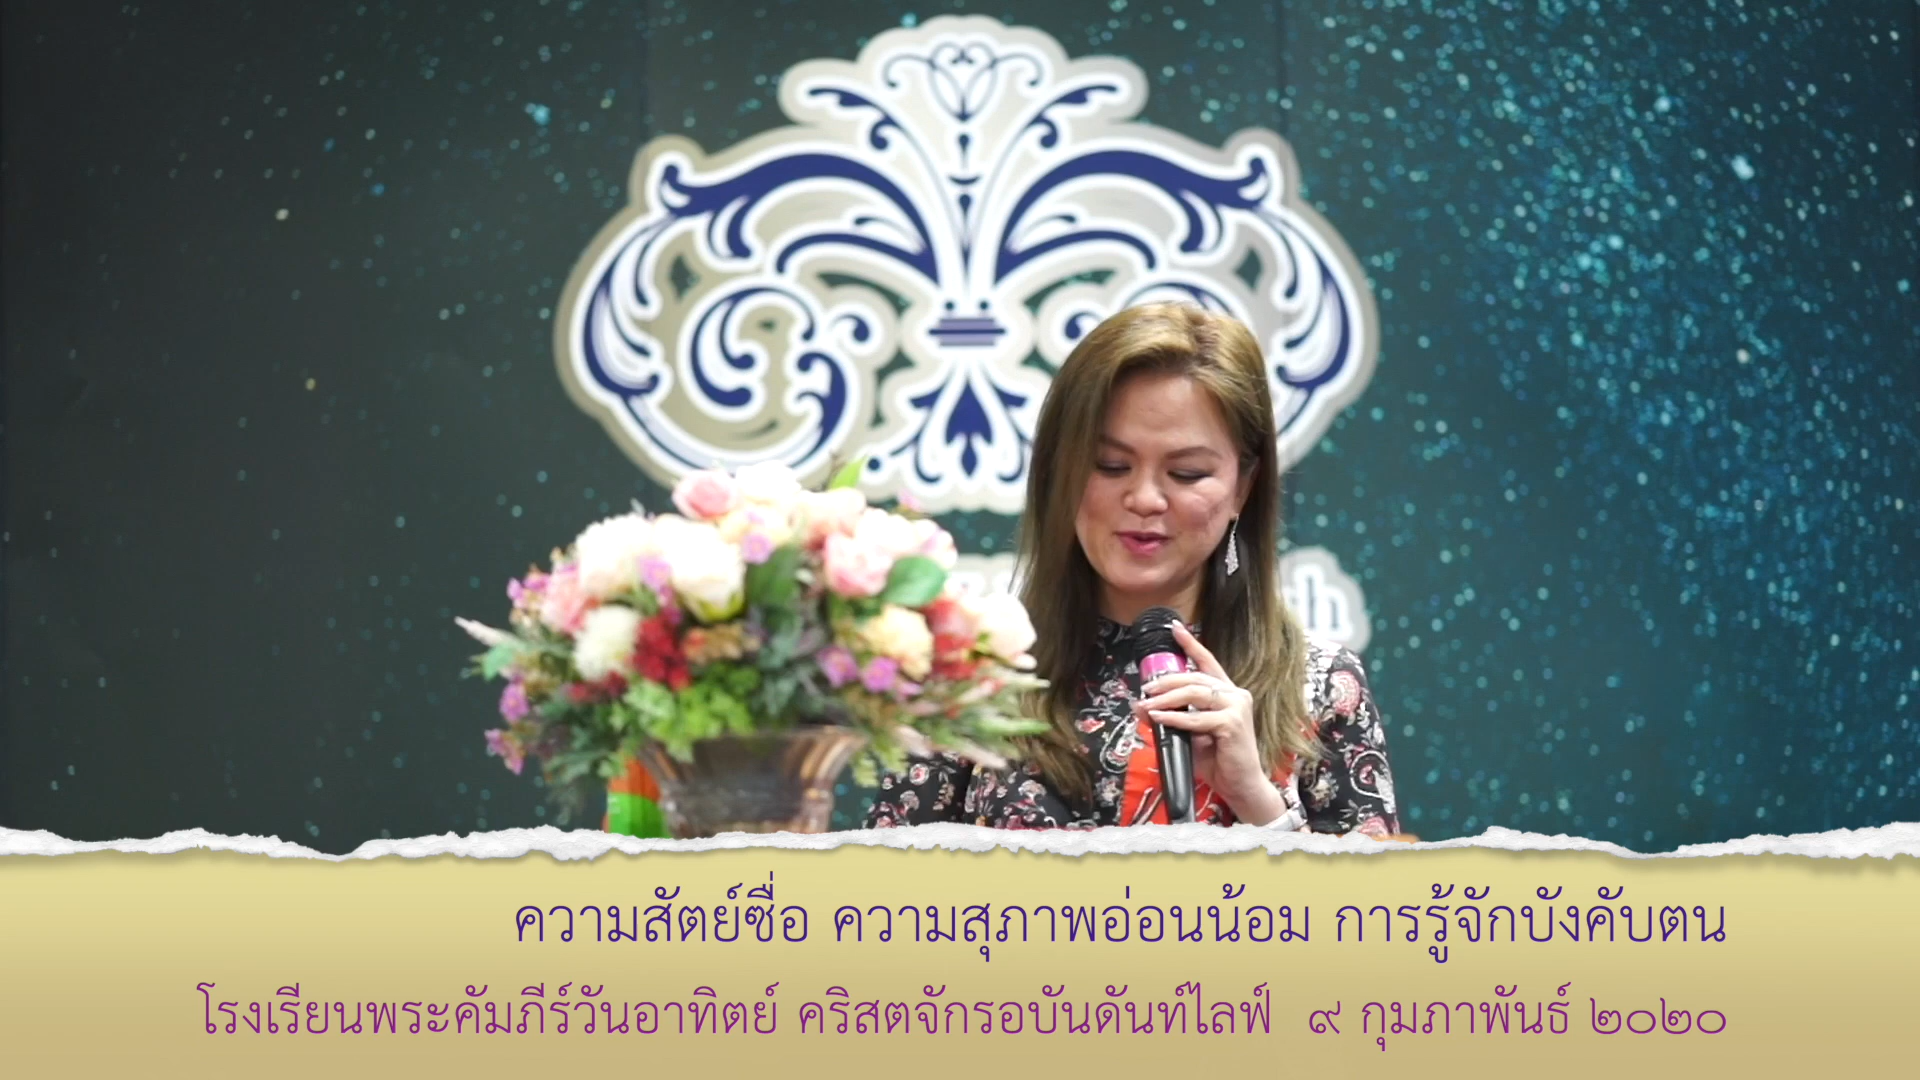 ความสัตย์ซื่อ ความสุภาพอ่อนน้อม การรู้จักบังคับตน
โรงเรียนพระคัมภีร์วันอาทิตย์ คริสตจักรอบันดันท์ไลฟ์ ๙ กุมภาพันธ์ ๒๐๒๐